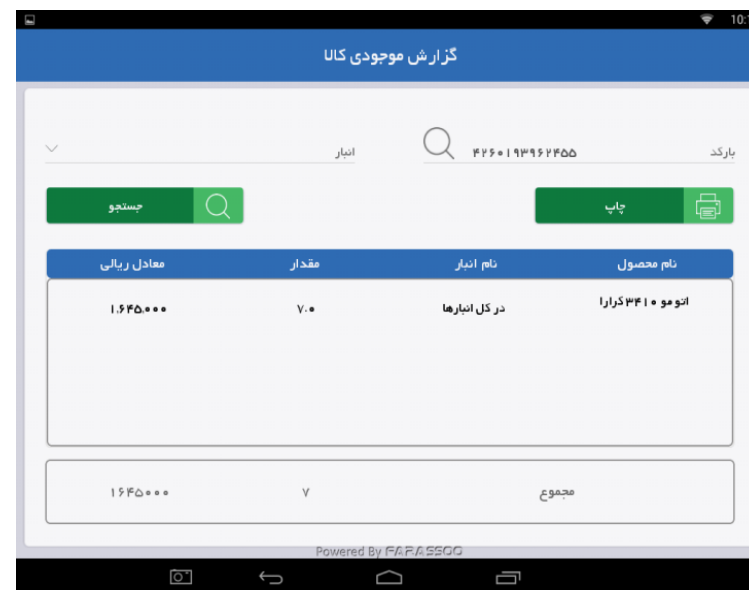 10:
گزارش موجودی کالا
بارکد ۴۲۶۰۱۹۳۹۶۲۴۵۵ انبار
چاپ جستجو
نام محصول نام انبار مقدار معادل ریالی
اتو مو ۳۴۱۰ کرارا در کل انبارها ۷.۰ ۱.۶۴۵.۰۰۰
مجموع ۷ ۱۶۴۵۰۰۰
Powered By FARASSOO